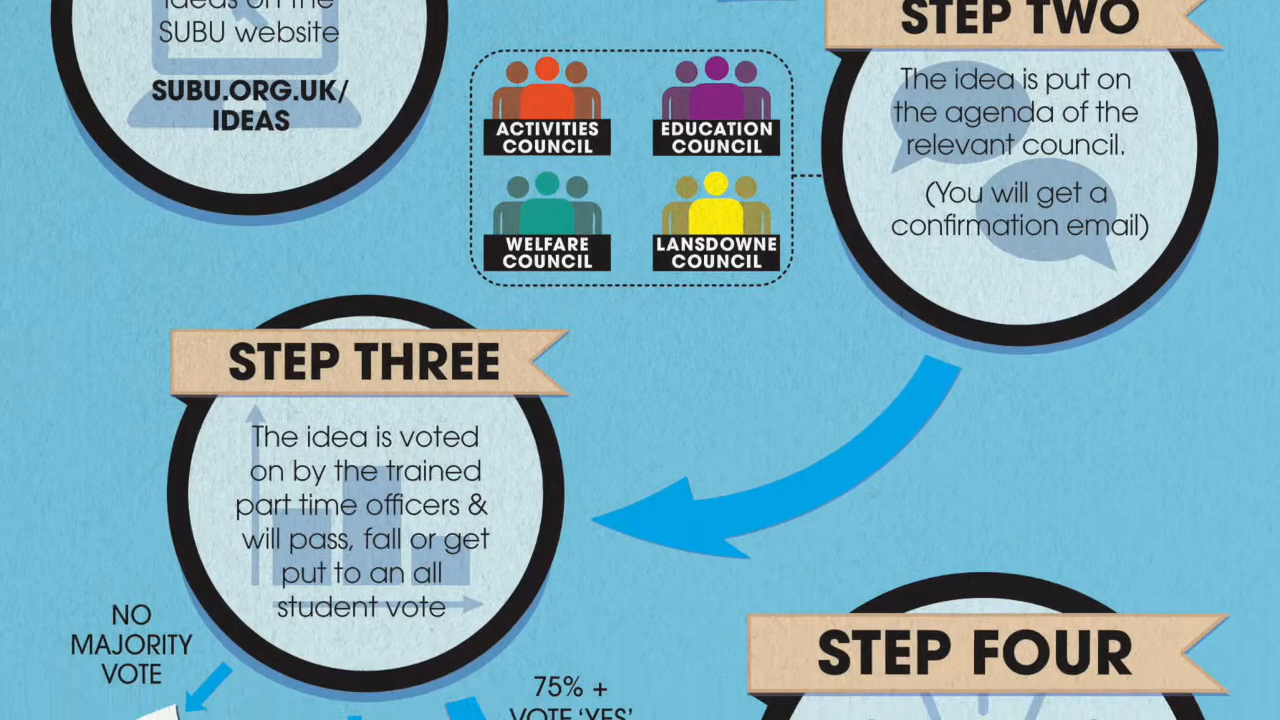 ideas on the
SUBU website
SUBU.ORG.UK/
IDEAS
ACTIVITIES
COUNCIL
EDUCATION
COUNCIL
WELFARE
COUNCIL
LANSDOWNE
COUNCIL
STEP TWO
The idea is put on
the agenda of the
relevant council.
(You will get a
confirmation email)
STEP THREE
The idea is voted
on by the trained
part time officers &
will pass, fall or get
put to an all
student vote
NO
MAJORITY
VOTE
75% +
VOTE ‘YES’
STEP FOUR